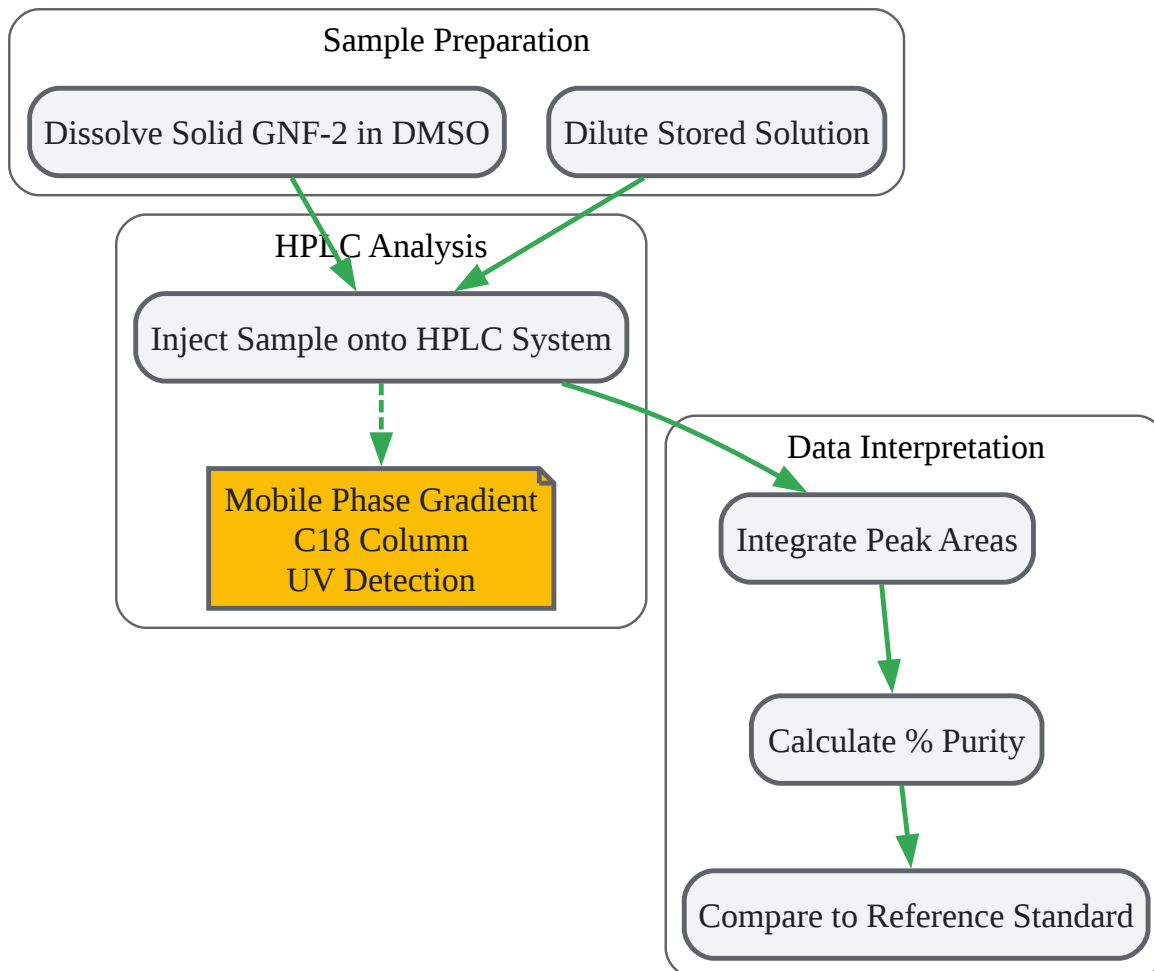 Sample Preparation
Dissolve Solid GNF-2 in DMSO
Dilute Stored Solution
HPLC Analysis
Inject Sample onto HPLC System
Mobile Phase Gradient
C18 Column
UV Detection
Data Interpretation
Integrate Peak Areas
Calculate % Purity
Compare to Reference Standard